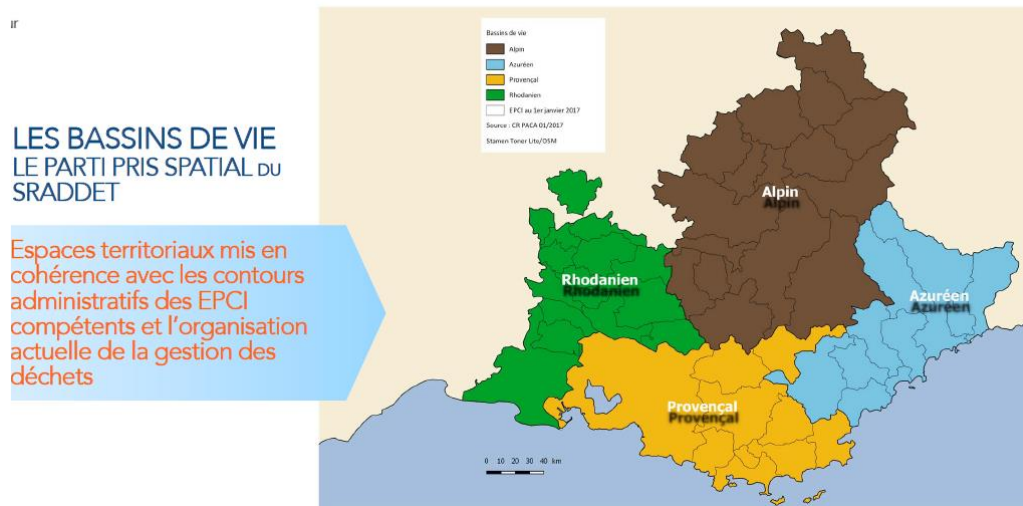 ur
LES BASSINS DE VIE
LE PARTI PRIS SPATIAL DU
SRADDET
Espaces territoriaux mis en
cohérence avec les contours
administratifs des EPCI
compétents et l'organisation
actuelle de la gestion des
déchets
Bassins de vie
Alpin
Azuréen
Provençal
Rhodanien
EPCI au 1er janvier 2017
Source : CR PACA 01/2017
Stamen Toner Lite/OSM
Alpin
Rhodanien
Azuréen
Provençal
0 10 20 30 40 km